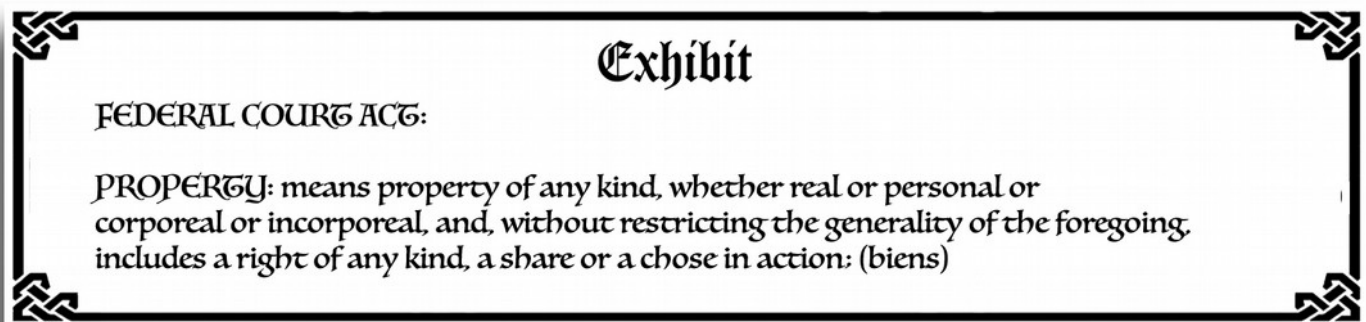 Exhibit
FEDERAL COURT ACT:
PROPERTY: means property of any kind, whether real or personal or
corporeal or incorporeal, and, without restricting the generality of the foregoing,
includes a right of any kind, a share or a chose in action: (biens)